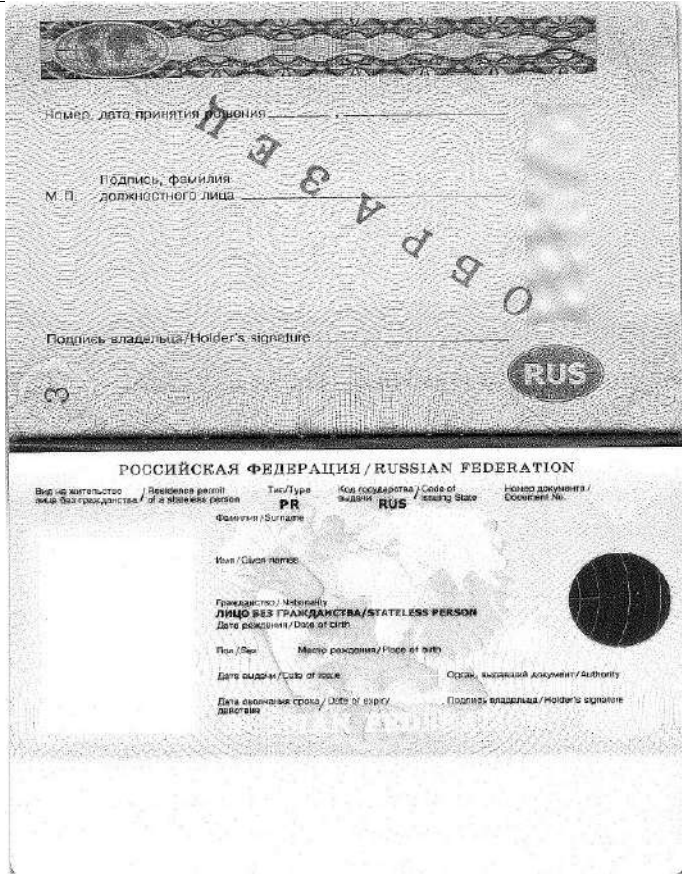 Номер, дата принятия решения ______ , ______
Подпись, фамилия
М.П. должностного лица
ОБРАЗЕЦ
Подпись владельца/Holder's signature
RUS
3
РОССИЙСКАЯ ФЕДЕРАЦИЯ/RUSSIAN FEDERATION
Вид на жительство / Residence permit Тип/Type Код государства / Code of Номер документа /
лица без гражданства / of a stateless person PR выдачи RUS issuing State Document No.
Фамилия/Surname
Имя/Given names
Гражданство/Nationality
ЛИЦО БЕЗ ГРАЖДАНСТВА/STATELESS PERSON
Дата рождения/Date of birth
Пол/Sex Место рождения/Place of birth
Дата выдачи/Date of issue Орган, выдавший документ/Authority
Дата окончания срока / Date of expiry Подпись владельца/Holder's signature
действия